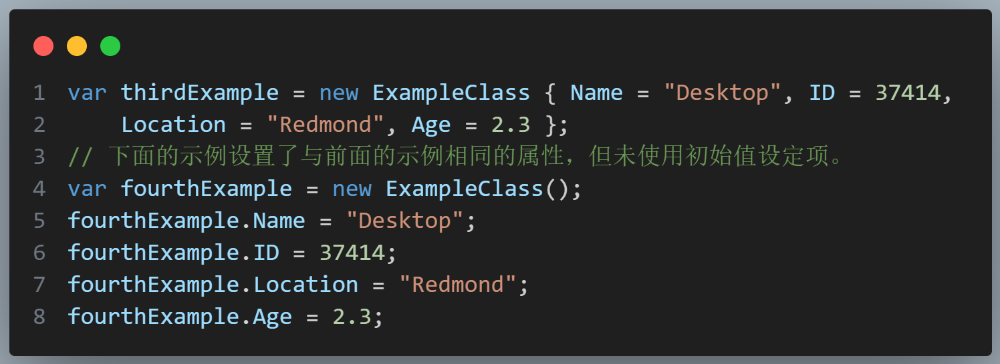 1 var thirdExample = new ExampleClass { Name = "Desktop", ID = 37414,
2     Location = "Redmond", Age = 2.3 };
3 // 下面的示例设置了与前面的示例相同的属性，但未使用初始值设定项。
4 var fourthExample = new ExampleClass();
5 fourthExample.Name = "Desktop";
6 fourthExample.ID = 37414;
7 fourthExample.Location = "Redmond";
8 fourthExample.Age = 2.3;